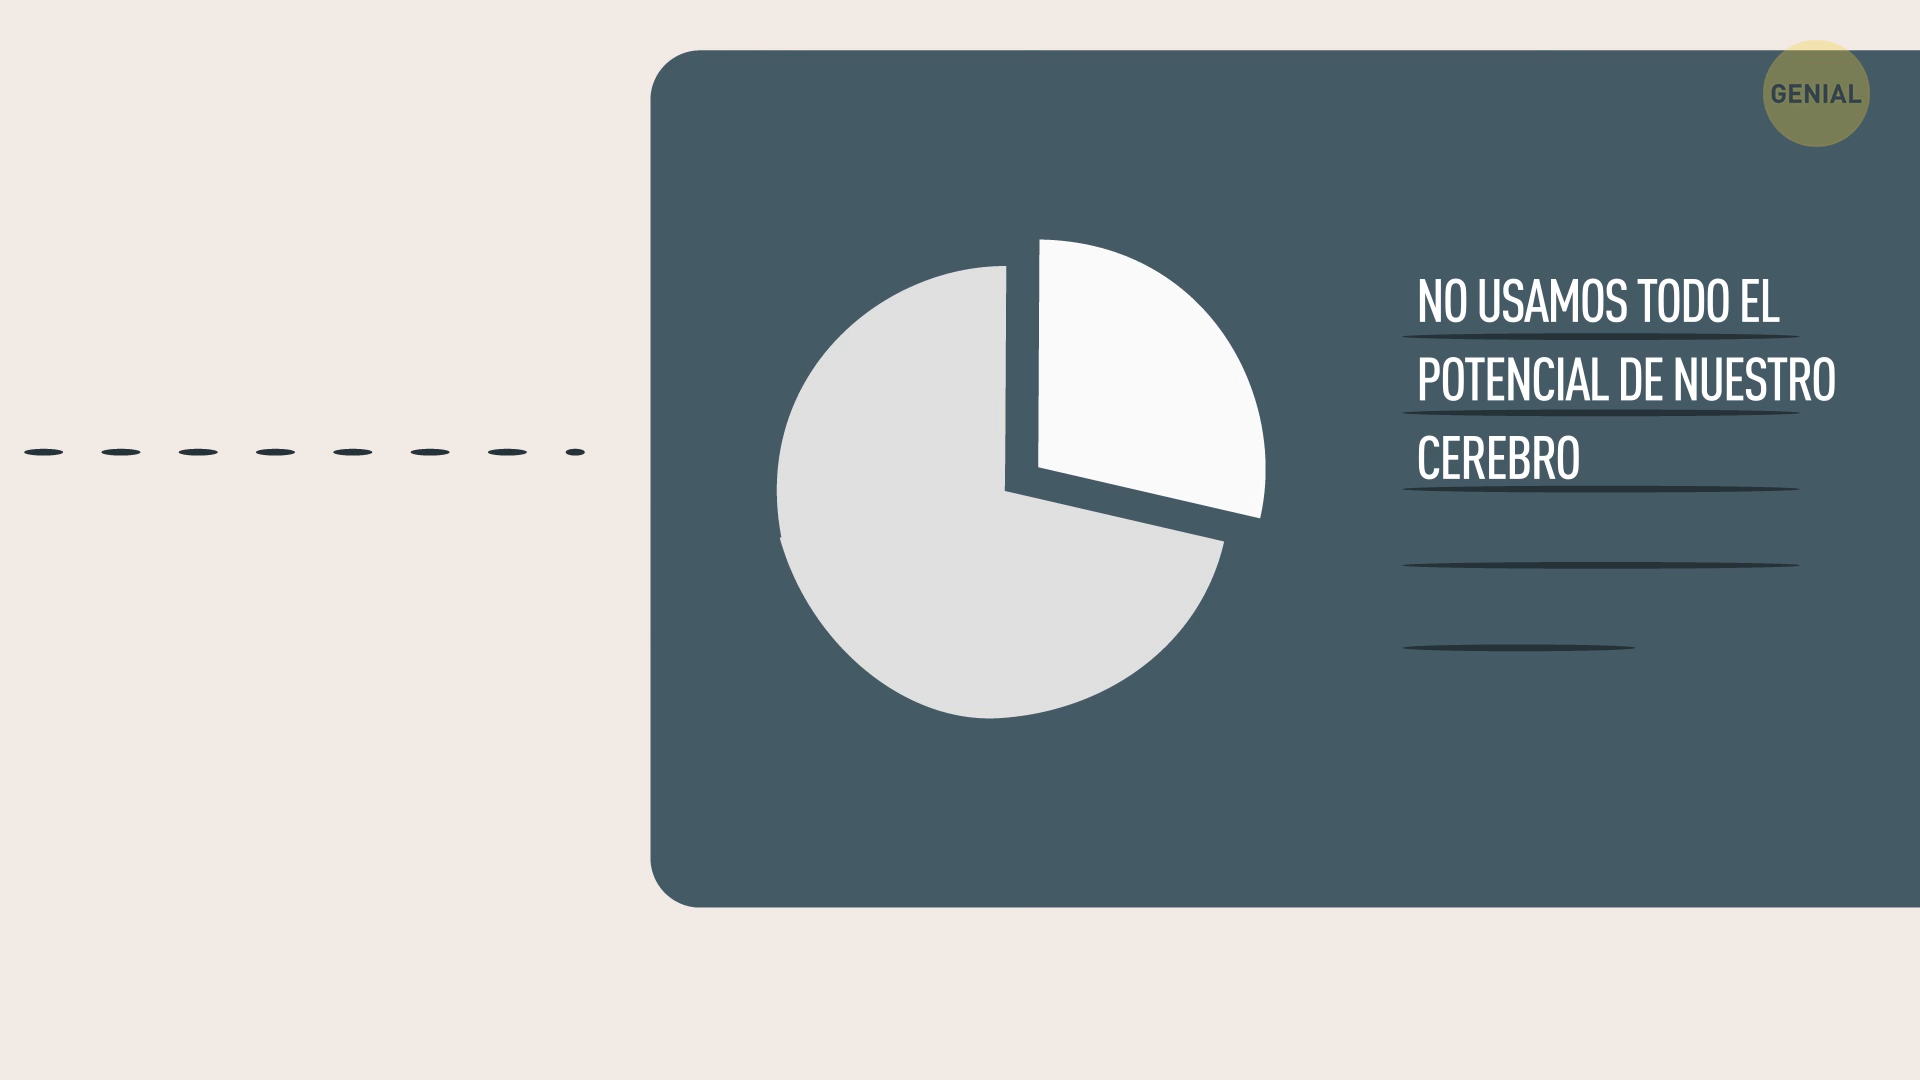 GENIAL
NO USAMOS TODO EL
POTENCIAL DE NUESTRO
CEREBRO